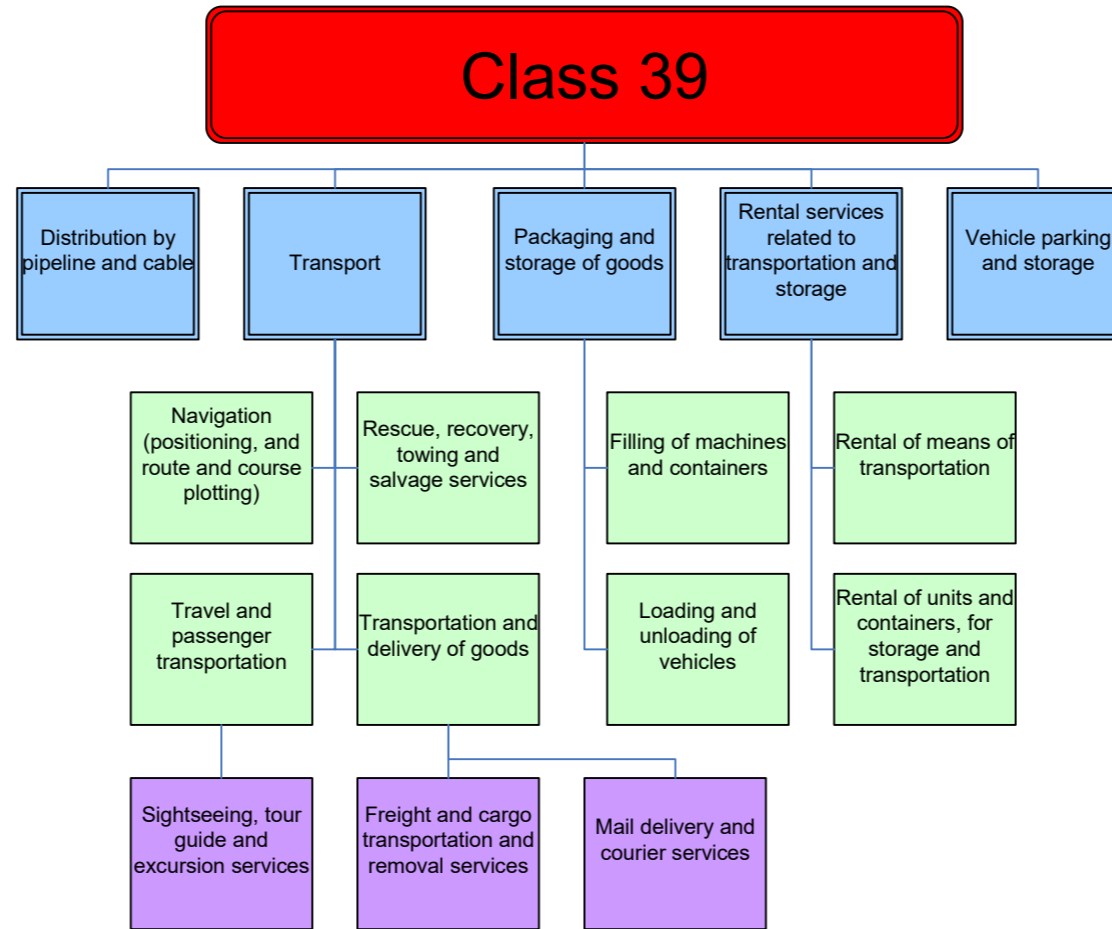 Class 39
Distribution by
pipeline and cable
Transport
Packaging and
storage of goods
Rental services
related to
transportation and
storage
Vehicle parking
and storage
Navigation
(positioning, and
route and course
plotting)
Rescue, recovery,
towing and
salvage services
Filling of machines
and containers
Rental of means of
transportation
Travel and
passenger
transportation
Transportation and
delivery of goods
Loading and
unloading of
vehicles
Rental of units and
containers, for
storage and
transportation
Sightseeing, tour
guide and
excursion services
Freight and cargo
transportation and
removal services
Mail delivery and
courier services